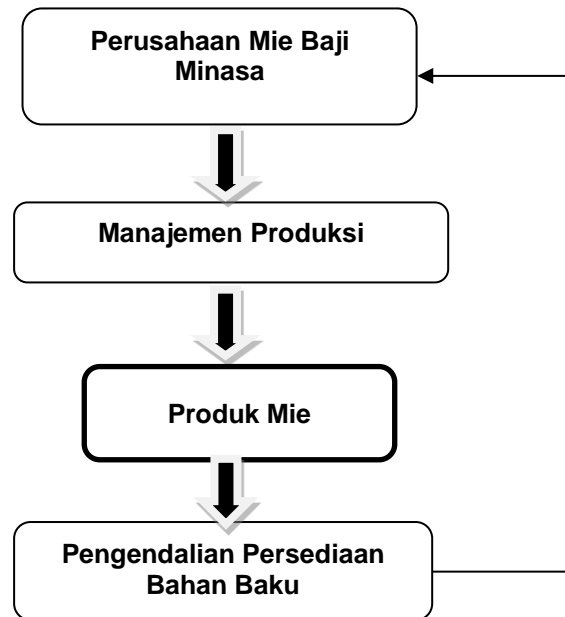 Perusahaan Mie Baji
Minasa
Manajemen Produksi
Produk Mie
Pengendalian Persediaan
Bahan Baku